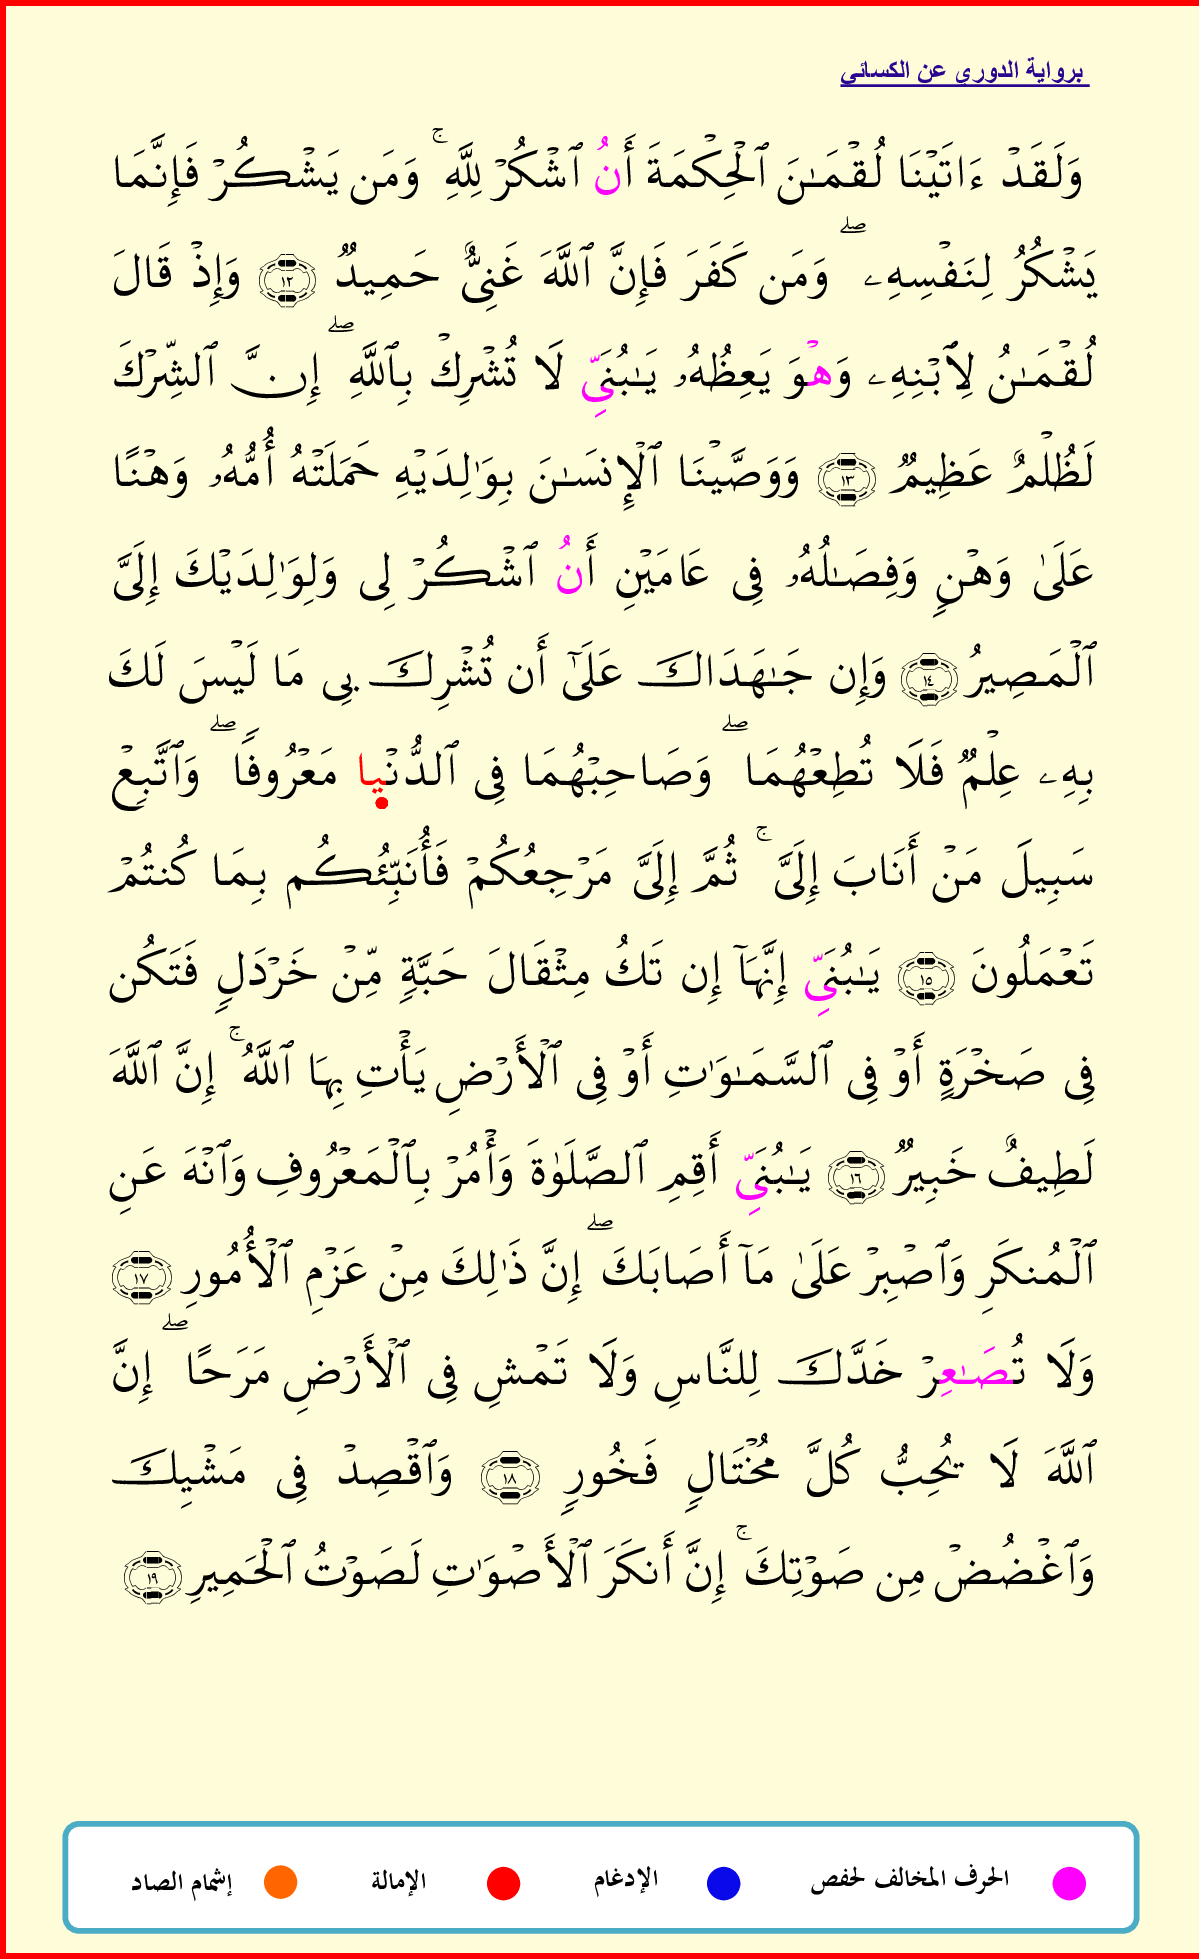 برواية الدوري عن الكسائي
وَلَقَدْ ءَاتَيْنَا لُقْمَـٰنَ ٱلْحِكْمَةَ أَنُ ٱشْكُرْ لِلَّهِ ۚ وَمَن يَشْكُرْ فَإِنَّمَا
يَشْكُرُ لِنَفْسِهِۦ ۖ وَمَن كَفَرَ فَإِنَّ ٱللَّهَ غَنِىٌّ حَمِيدٌ ١٢ وَإِذْ قَالَ
لُقْمَـٰنُ لِٱبْنِهِۦ وَهْوَ يَعِظُهُۥ يَـٰبُنَىِّ لَا تُشْرِكْ بِٱللَّهِ ۖ إِنَّ ٱلشِّرْكَ
لَظُلْمٌ عَظِيمٌ ١٣ وَوَصَّيْنَا ٱلْإِنسَـٰنَ بِوَٰلِدَيْهِ حَمَلَتْهُ أُمُّهُۥ وَهْنًا
عَلَىٰ وَهْنٍ وَفِصَـٰلُهُۥ فِى عَامَيْنِ أَنُ ٱشْكُرْ لِى وَلِوَٰلِدَيْكَ إِلَىَّ
ٱلْمَصِيرُ ١٤ وَإِن جَـٰهَدَاكَ عَلَىٰٓ أَن تُشْرِكَ بِى مَا لَيْسَ لَكَ
بِهِۦ عِلْمٌ فَلَا تُطِعْهُمَا ۖ وَصَاحِبْهُمَا فِى ٱلدُّنْيا مَعْرُوفًا ۖ وَٱتَّبِعْ
سَبِيلَ مَنْ أَنَابَ إِلَىَّ ۚ ثُمَّ إِلَىَّ مَرْجِعُكُمْ فَأُنَبِّئُكُم بِمَا كُنتُمْ
تَعْمَلُونَ ١٥ يَـٰبُنَىِّ إِنَّهَآ إِن تَكُ مِثْقَالَ حَبَّةٍ مِّنْ خَرْدَلٍ فَتَكُن
فِى صَخْرَةٍ أَوْ فِى ٱلسَّمَـٰوَٰتِ أَوْ فِى ٱلْأَرْضِ يَأْتِ بِهَا ٱللَّهُ ۚ إِنَّ ٱللَّهَ
لَطِيفٌ خَبِيرٌ ١٦ يَـٰبُنَىِّ أَقِمِ ٱلصَّلَوٰةَ وَأْمُرْ بِٱلْمَعْرُوفِ وَٱنْهَ عَنِ
ٱلْمُنكَرِ وَٱصْبِرْ عَلَىٰ مَآ أَصَابَكَ ۖ إِنَّ ذَٰلِكَ مِنْ عَزْمِ ٱلْأُمُورِ ١٧
وَلَا تُصَـٰعِرْ خَدَّكَ لِلنَّاسِ وَلَا تَمْشِ فِى ٱلْأَرْضِ مَرَحًا ۖ إِنَّ
ٱللَّهَ لَا يُحِبُّ كُلَّ مُخْتَالٍ فَخُورٍ ١٨ وَٱقْصِدْ فِى مَشْيِكَ
وَٱغْضُضْ مِن صَوْتِكَ ۚ إِنَّ أَنكَرَ ٱلْأَصْوَٰتِ لَصَوْتُ ٱلْحَمِيرِ ١٩
الحرف المخالف لحفص الإدغام الإمالة إشمام الصاد